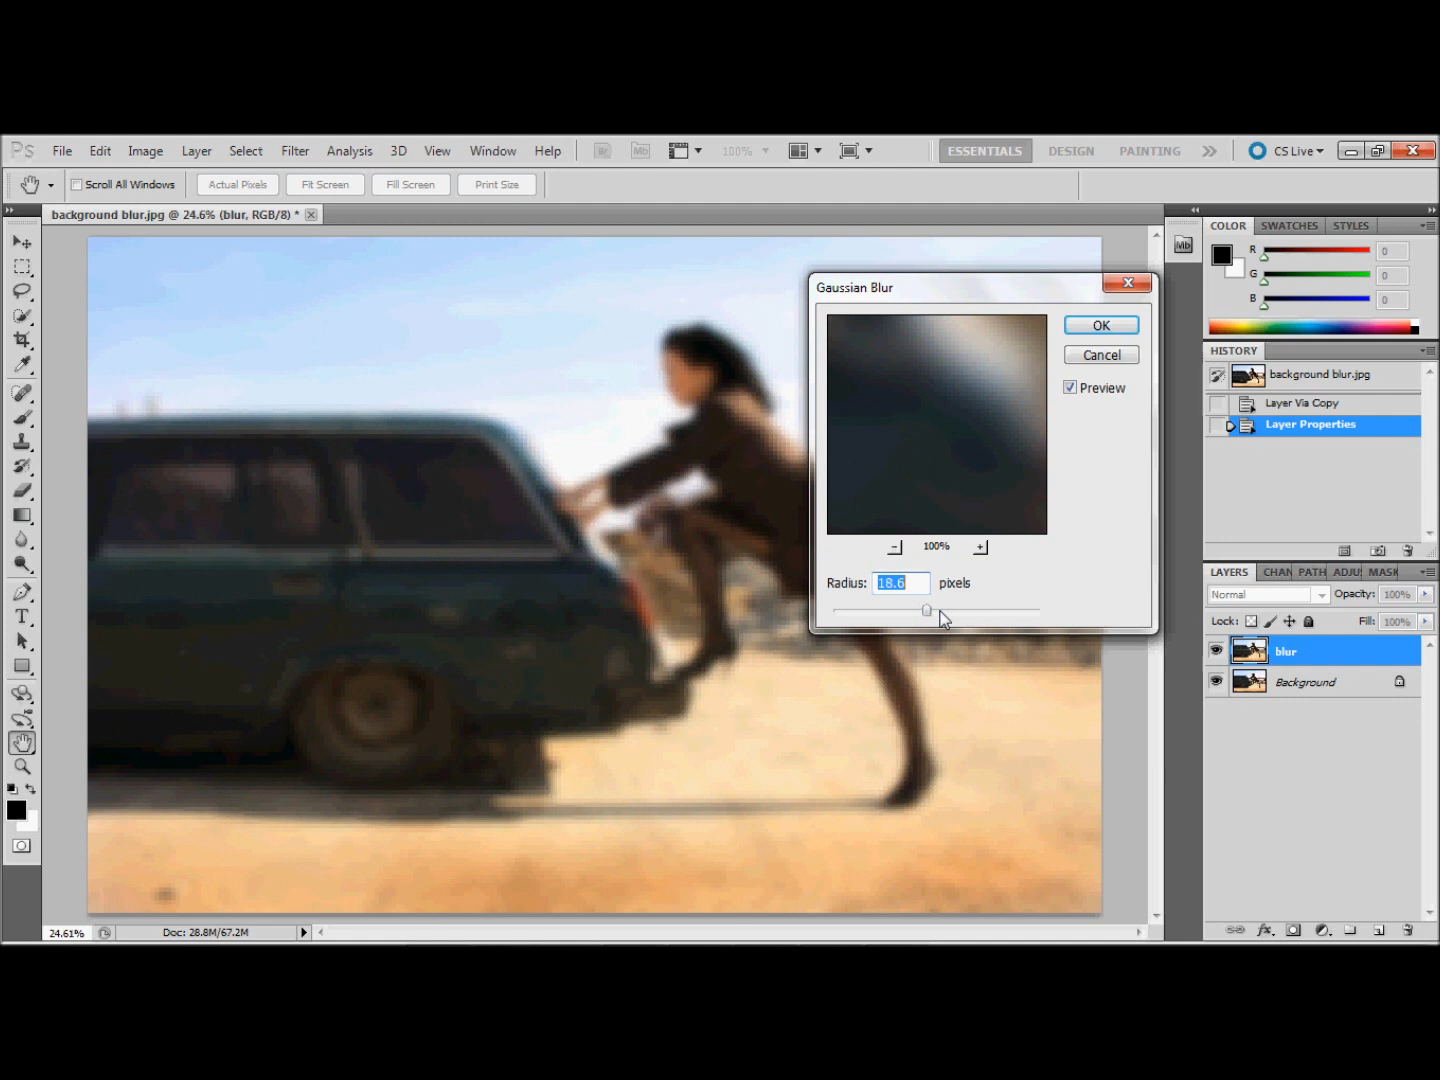 Ps File Edit Image Layer Select Filter Analysis 3D View Window Help Br Mb 100% ESSENTIALS DESIGN PAINTING CS Live
Scroll All Windows Actual Pixels Fit Screen Fill Screen Print Size
background blur.jpg @ 24.6% (blur, RGB/8) *
Mb
COLOR SWATCHES STYLES
R 0
G 0
B 0
Gaussian Blur
OK
Cancel
Preview
100%
Radius: 18.6 pixels
HISTORY
background blur.jpg
Layer Via Copy
Layer Properties
LAYERS CHAN PATH ADJU MASK
Normal Opacity: 100%
Lock: Fill: 100%
blur
Background
T
fx
24.61% Doc: 28.8M/67.2M